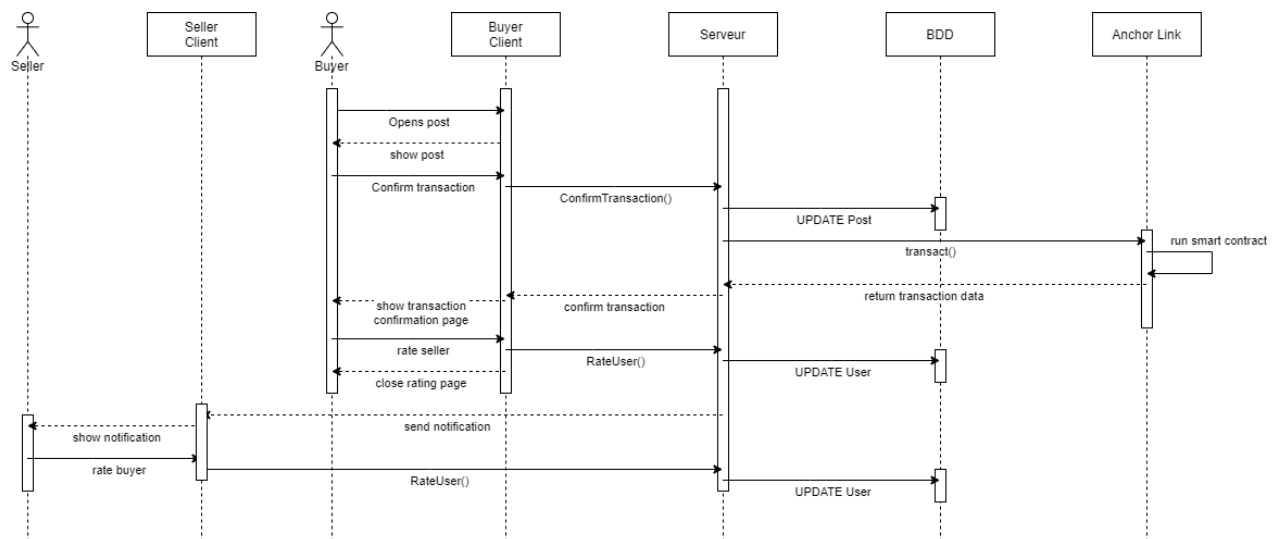 Seller
Seller
Client
Buyer
Buyer
Client
Serveur
BDD
Anchor Link
Opens post
show post
Confirm transaction
ConfirmTransaction()
UPDATE Post
transact()
run smart contract
return transaction data
confirm transaction
show transaction
confirmation page
rate seller
RateUser()
UPDATE User
close rating page
send notification
show notification
rate buyer
RateUser()
UPDATE User